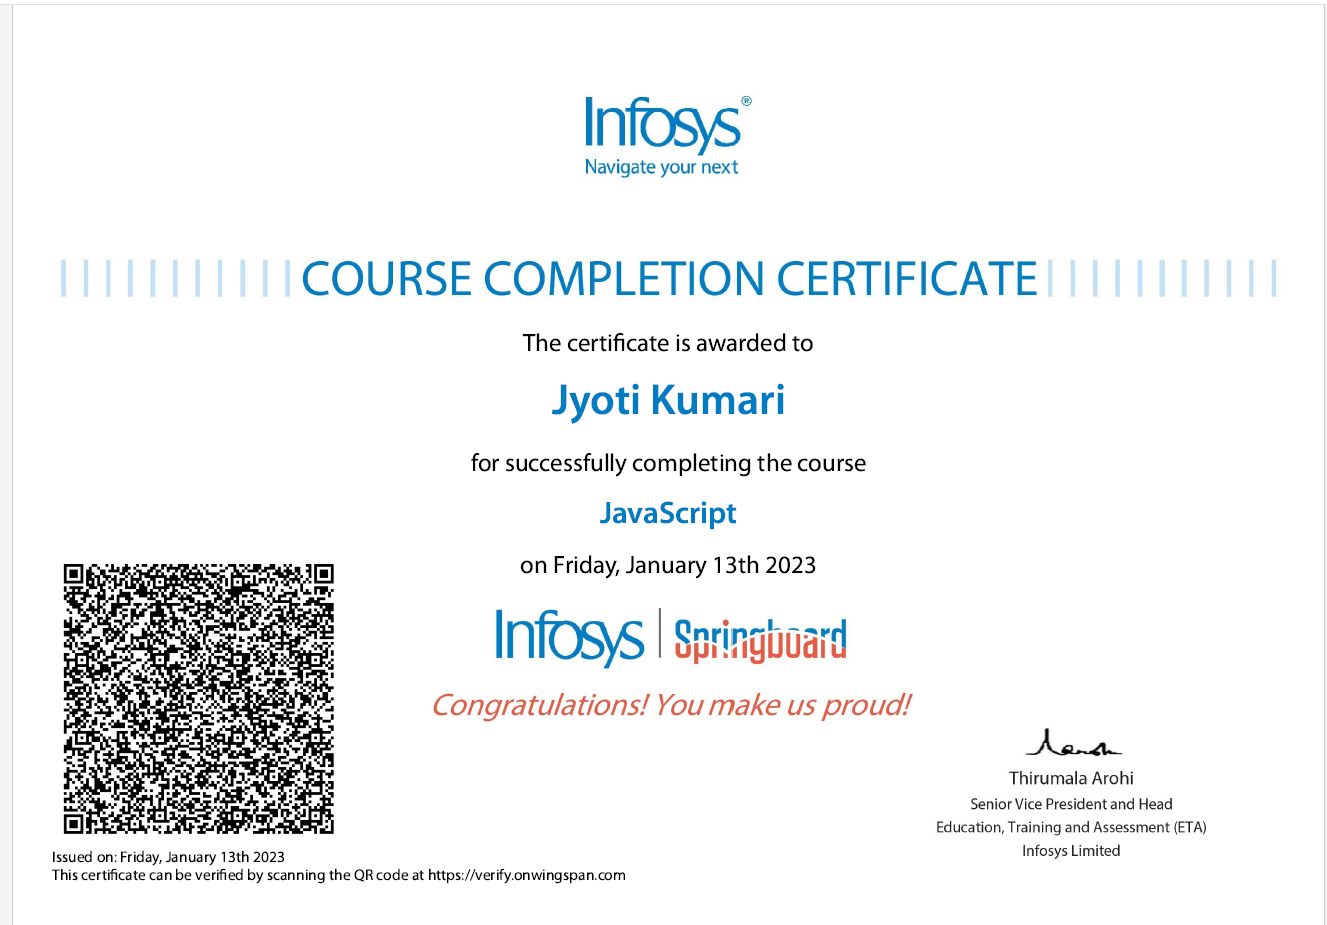 Infosys®
Navigate your next
COURSE COMPLETION CERTIFICATE
The certificate is awarded to
Jyoti Kumari
for successfully completing the course
JavaScript
on Friday, January 13th 2023
Infosys | Springboard
Congratulations! You make us proud!
Thirumala Arohi
Senior Vice President and Head
Education, Training and Assessment (ETA)
Infosys Limited
Issued on: Friday, January 13th 2023
This certificate can be verified by scanning the QR code at https://verify.onwingspan.com